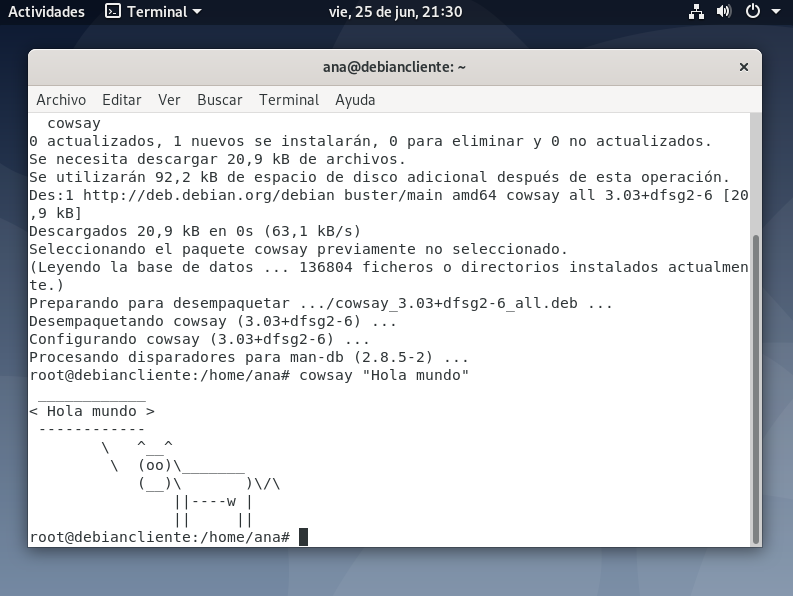 Actividades Terminal vie, 25 de jun, 21:30
ana@debiancliente: ~ ×
Archivo Editar Ver Buscar Terminal Ayuda
  cowsay
0 actualizados, 1 nuevos se instalarán, 0 para eliminar y 0 no actualizados.
Se necesita descargar 20,9 kB de archivos.
Se utilizarán 92,2 kB de espacio de disco adicional después de esta operación.
Des:1 http://deb.debian.org/debian buster/main amd64 cowsay all 3.03+dfsg2-6 [20
,9 kB]
Descargados 20,9 kB en 0s (63,1 kB/s)
Seleccionando el paquete cowsay previamente no seleccionado.
(Leyendo la base de datos ... 136804 ficheros o directorios instalados actualmen
te.)
Preparando para desempaquetar .../cowsay_3.03+dfsg2-6_all.deb ...
Desempaquetando cowsay (3.03+dfsg2-6) ...
Configurando cowsay (3.03+dfsg2-6) ...
Procesando disparadores para man-db (2.8.5-2) ...
root@debiancliente:/home/ana# cowsay "Hola mundo"
 ____________
< Hola mundo >
 ------------
        \   ^__^
         \  (oo)\_______
            (__)\       )\/\
                ||----w |
                ||     ||
root@debiancliente:/home/ana#